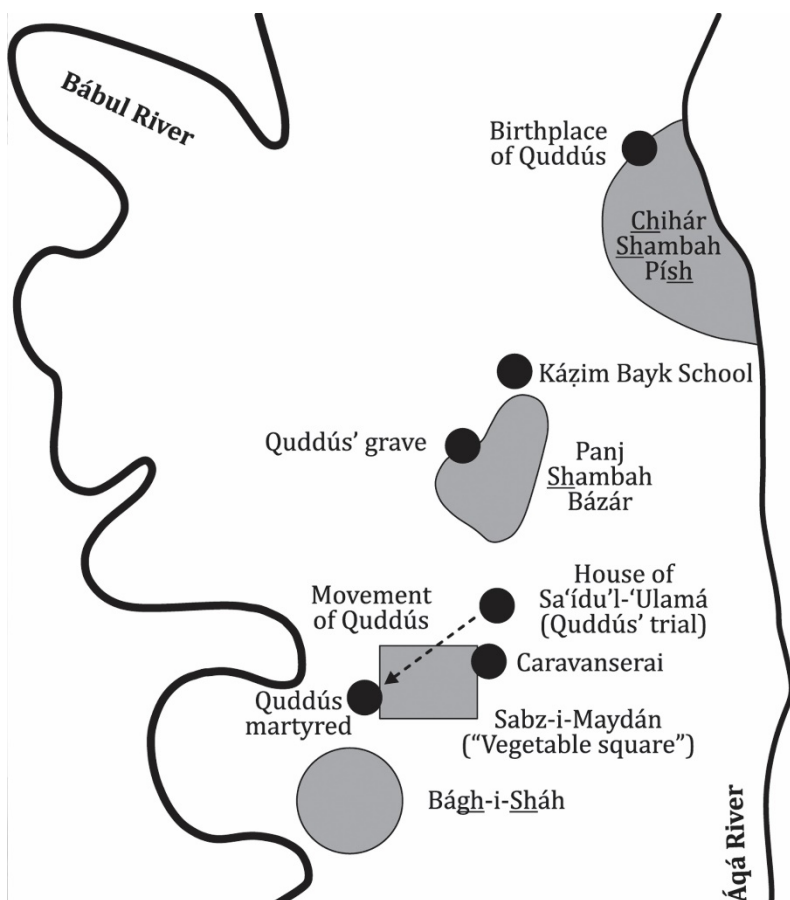 Bábul River
Birthplace
of Quddús
Chihár
Shambah
Písh
Káẓim Bayk School
Quddús’ grave
Panj
Shambah
Bázár
Movement
of Quddús
House of
Sa‘ídu’l-‘Ulamá
(Quddús’ trial)
Caravanserai
Quddús
martyred
Sabz-i-Maydán
(“Vegetable square”)
Bágh-i-Sháh
Áqá River